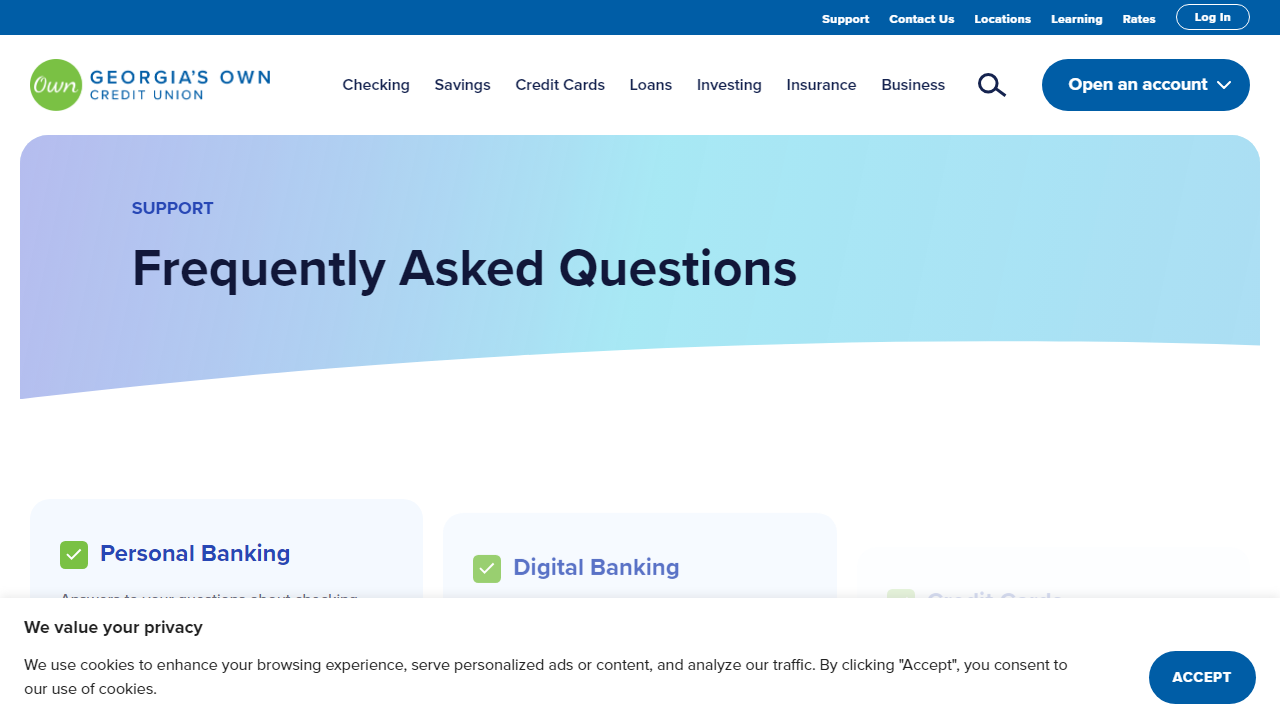 Support Contact Us Locations Learning Rates Log In
Own GEORGIA'S OWN
CREDIT UNION
Checking Savings Credit Cards Loans Investing Insurance Business Open an account
SUPPORT
Frequently Asked Questions
Personal Banking
Digital Banking
Credit Cards
Answers to your questions about checking,
We value your privacy
We use cookies to enhance your browsing experience, serve personalized ads or content, and analyze our traffic. By clicking "Accept", you consent to
our use of cookies.
ACCEPT